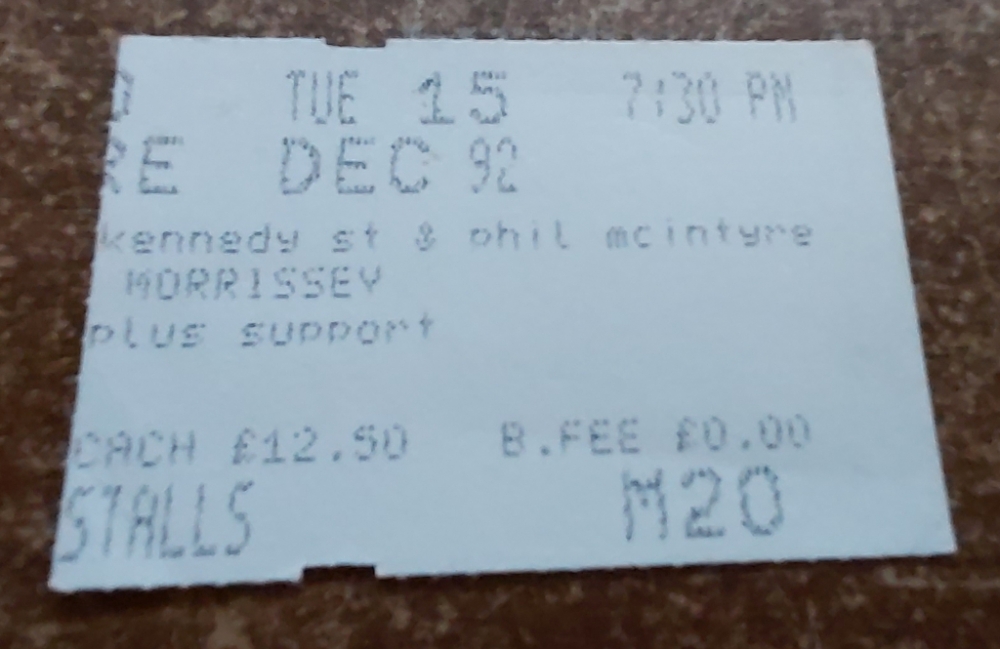 TUE 15 7:30 PM
RE DEC 92
kennedy st & phil mcintyre
MORRISSEY
plus support
CACH £12.50 B.FEE £0.00
STALLS M20